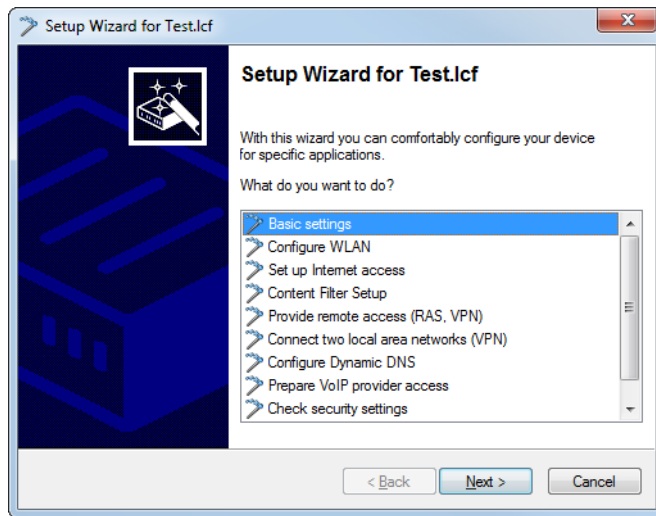 Setup Wizard for Test.lcf
Setup Wizard for Test.lcf
With this wizard you can comfortably configure your device
for specific applications.
What do you want to do?
Basic settings
Configure WLAN
Set up Internet access
Content Filter Setup
Provide remote access (RAS, VPN)
Connect two local area networks (VPN)
Configure Dynamic DNS
Prepare VoIP provider access
Check security settings
< Back Next > Cancel